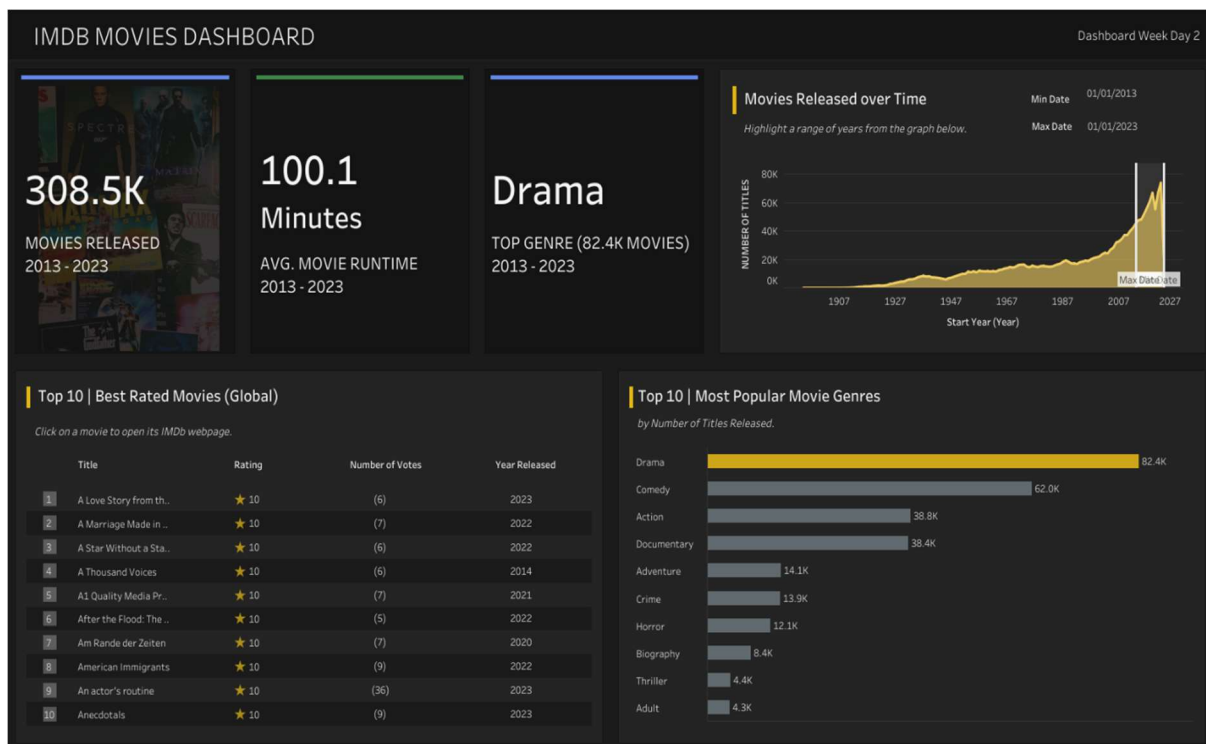 IMDB MOVIES DASHBOARD
Dashboard Week Day 2
SPECTRE
308.5K
MOVIES RELEASED
2013 - 2023
100.1
Minutes
AVG. MOVIE RUNTIME
2013 - 2023
Drama
TOP GENRE (82.4K MOVIES)
2013 - 2023
Movies Released over Time
Highlight a range of years from the graph below.
Min Date 01/01/2013
Max Date 01/01/2023
NUMBER OF TITLES
80K
60K
40K
20K
0K
Max Date
1907 1927 1947 1967 1987 2007 2027
Start Year (Year)
Top 10 | Best Rated Movies (Global)
Click on a movie to open its IMDb webpage.
Title Rating Number of Votes Year Released
1 A Love Story from th.. ★ 10 (6) 2023
2 A Marriage Made in .. ★ 10 (7) 2022
3 A Star Without a Sta.. ★ 10 (6) 2022
4 A Thousand Voices ★ 10 (6) 2014
5 A1 Quality Media Pr.. ★ 10 (7) 2021
6 After the Flood: The .. ★ 10 (5) 2022
7 Am Rande der Zeiten ★ 10 (7) 2020
8 American Immigrants ★ 10 (9) 2022
9 An actor's routine ★ 10 (36) 2023
10 Anecdotals ★ 10 (9) 2023
Top 10 | Most Popular Movie Genres
by Number of Titles Released.
Drama 82.4K
Comedy 62.0K
Action 38.8K
Documentary 38.4K
Adventure 14.1K
Crime 13.9K
Horror 12.1K
Biography 8.4K
Thriller 4.4K
Adult 4.3K